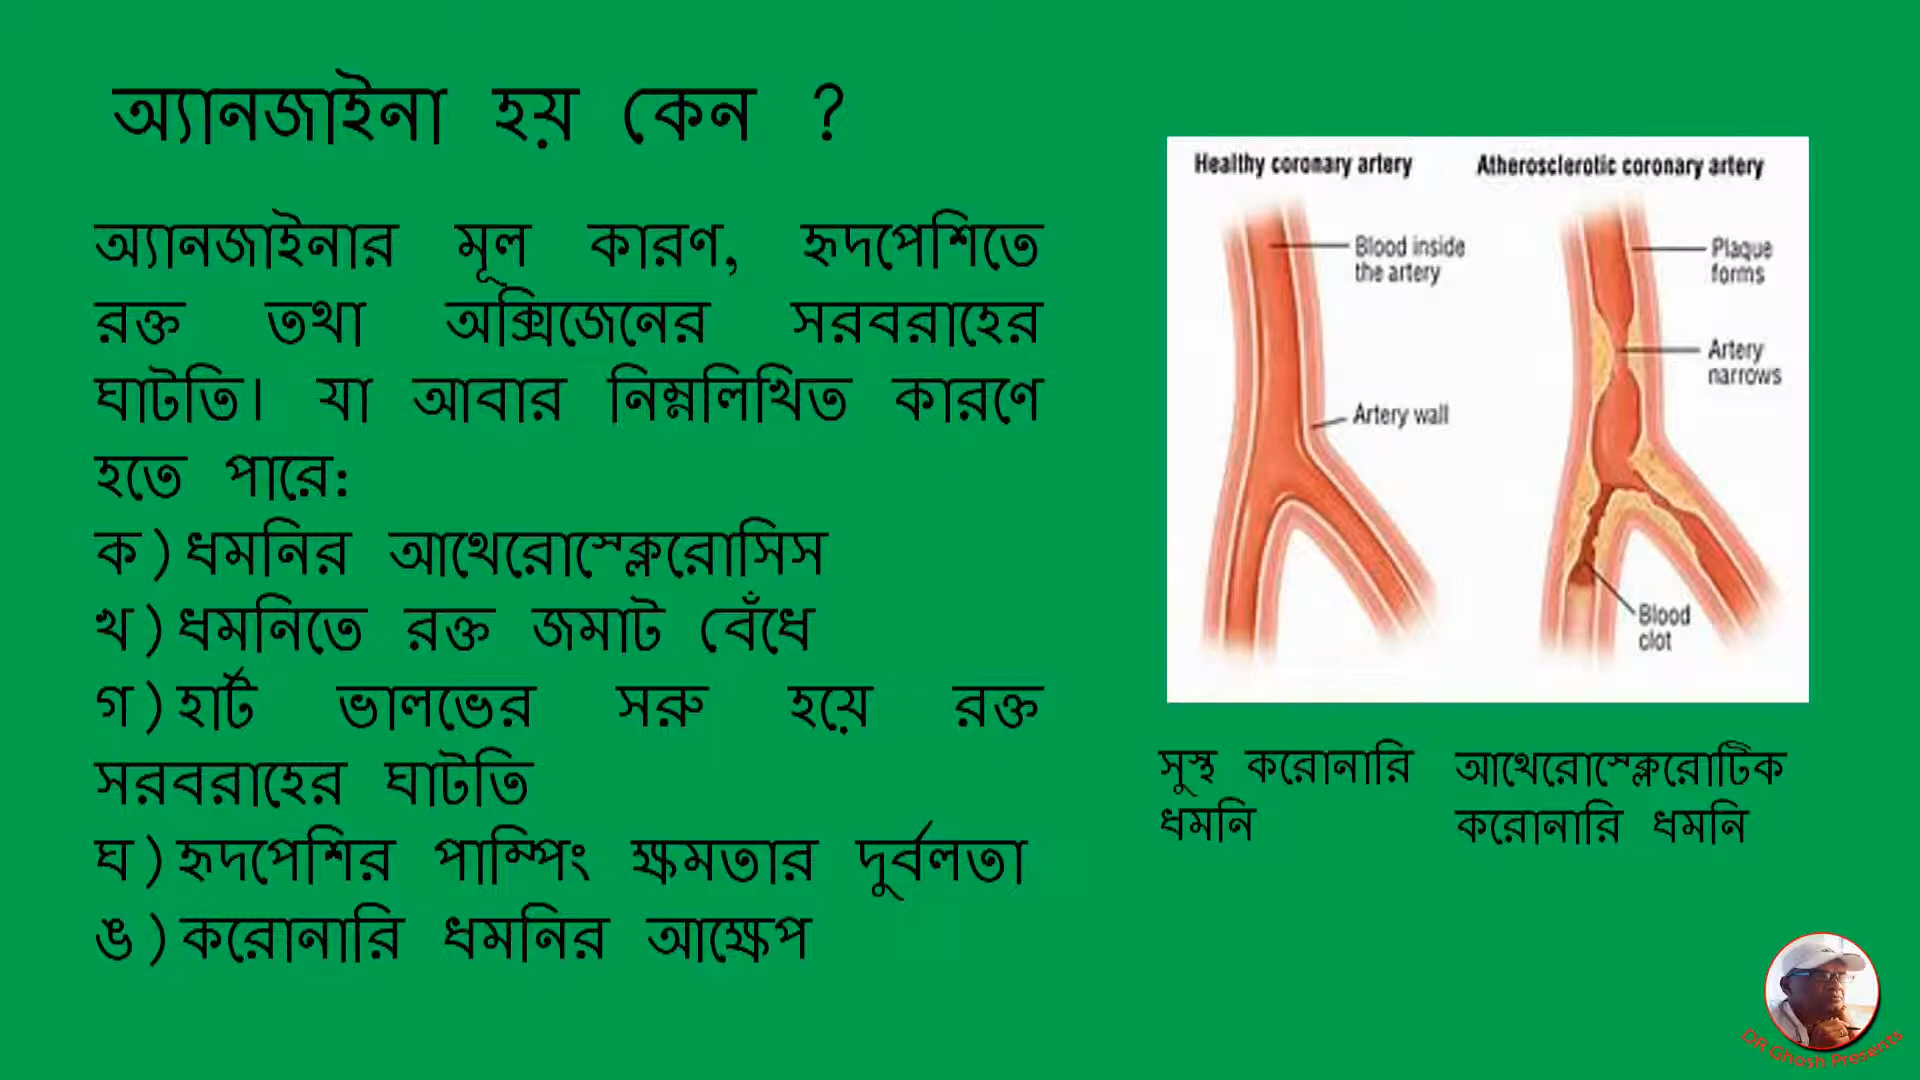 অ্যানজাইনা হয় কেন ?
অ্যানজাইনার মূল কারণ, হৃদপেশিতে
রক্ত তথা অক্সিজেনের সরবরাহের
ঘাটতি। যা আবার নিম্নলিখিত কারণে
হতে পারে:
ক)ধমনির আথেরোস্ক্লেরোসিস
খ)ধমনিতে রক্ত জমাট বেঁধে
গ)হার্ট ভালভের সরু হয়ে রক্ত
সরবরাহের ঘাটতি
ঘ)হৃদপেশির পাম্পিং ক্ষমতার দুর্বলতা
ঙ)করোনারি ধমনির আক্ষেপ
Healthy coronary artery
Blood inside
the artery
Artery wall
Atherosclerotic coronary artery
Plaque
forms
Artery
narrows
Blood
clot
সুস্থ করোনারি
ধমনি
আথেরোস্ক্লেরোটিক
করোনারি ধমনি
DR Ghosh Presents